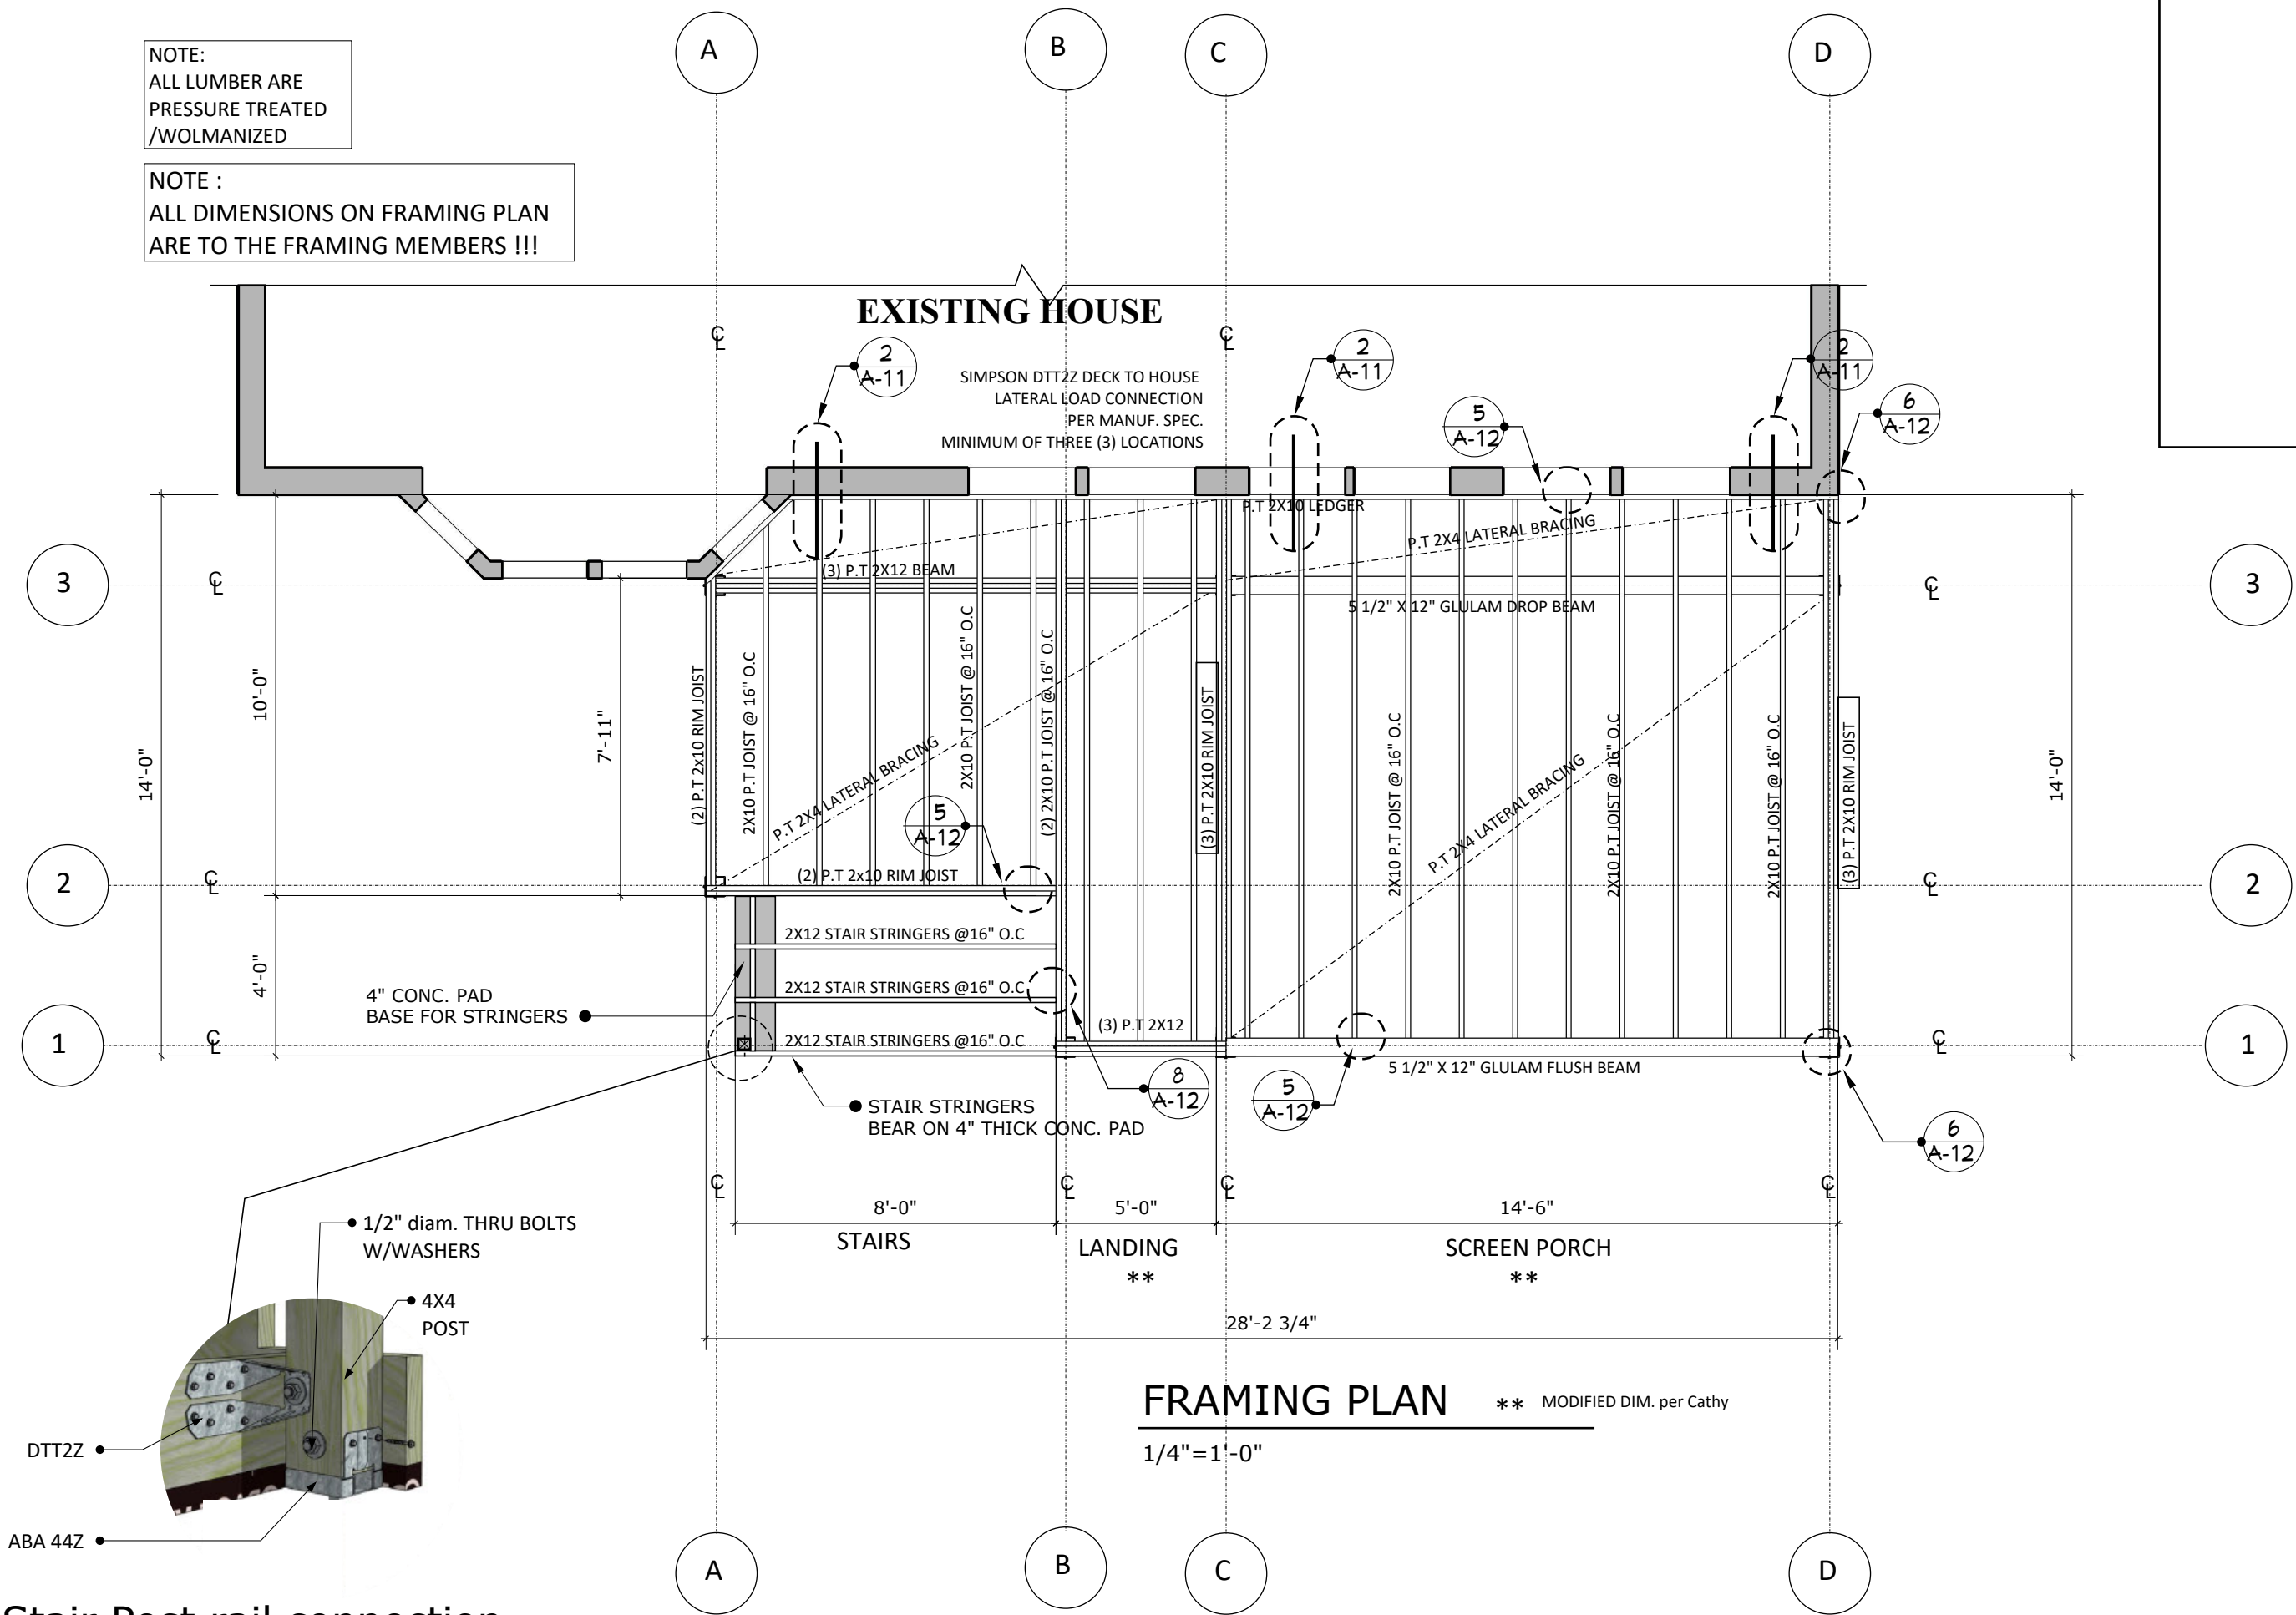 A
B
C
D
NOTE:
ALL LUMBER ARE
PRESSURE TREATED
/WOLMANIZED
NOTE :
ALL DIMENSIONS ON FRAMING PLAN
ARE TO THE FRAMING MEMBERS !!!
EXISTING HOUSE
2
A-11
2
A-11
2
A-11
SIMPSON DTT2Z DECK TO HOUSE
LATERAL LOAD CONNECTION
PER MANUF. SPEC.
MINIMUM OF THREE (3) LOCATIONS
5
A-12
6
A-12
P.T 2X10 LEDGER
P.T 2X4 LATERAL BRACING
3
℄
(3) P.T 2X12 BEAM
5 1/2" X 12" GLULAM DROP BEAM
℄
3
14'-0"
10'-0"
7'-11"
(2) P.T 2x10 RIM JOIST
2X10 P.T JOIST @ 16" O.C
P.T 2X4 LATERAL BRACING
2X10 P.T JOIST @ 16" O.C
(2) 2X10 P.T JOIST @ 16" O.C
(3) P.T 2X10 RIM JOIST
2X10 P.T JOIST @ 16" O.C
P.T 2X4 LATERAL BRACING
2X10 P.T JOIST @ 16" O.C
2X10 P.T JOIST @ 16" O.C
(3) P.T 2X10 RIM JOIST
14'-0"
5
A-12
2
℄
(2) P.T 2x10 RIM JOIST
℄
2
4'-0"
2X12 STAIR STRINGERS @16" O.C
2X12 STAIR STRINGERS @16" O.C
2X12 STAIR STRINGERS @16" O.C
4" CONC. PAD
BASE FOR STRINGERS
(3) P.T 2X12
1
℄
℄
1
5 1/2" X 12" GLULAM FLUSH BEAM
8
A-12
5
A-12
6
A-12
STAIR STRINGERS
BEAR ON 4" THICK CONC. PAD
℄
℄
℄
℄
℄
℄
8'-0"
5'-0"
14'-6"
STAIRS
LANDING
**
SCREEN PORCH
**
28'-2 3/4"
1/2" diam. THRU BOLTS
W/WASHERS
4X4
POST
DTT2Z
ABA 44Z
FRAMING PLAN ** MODIFIED DIM. per Cathy
1/4"=1'-0"
A
B
C
D
Stair Post rail connection